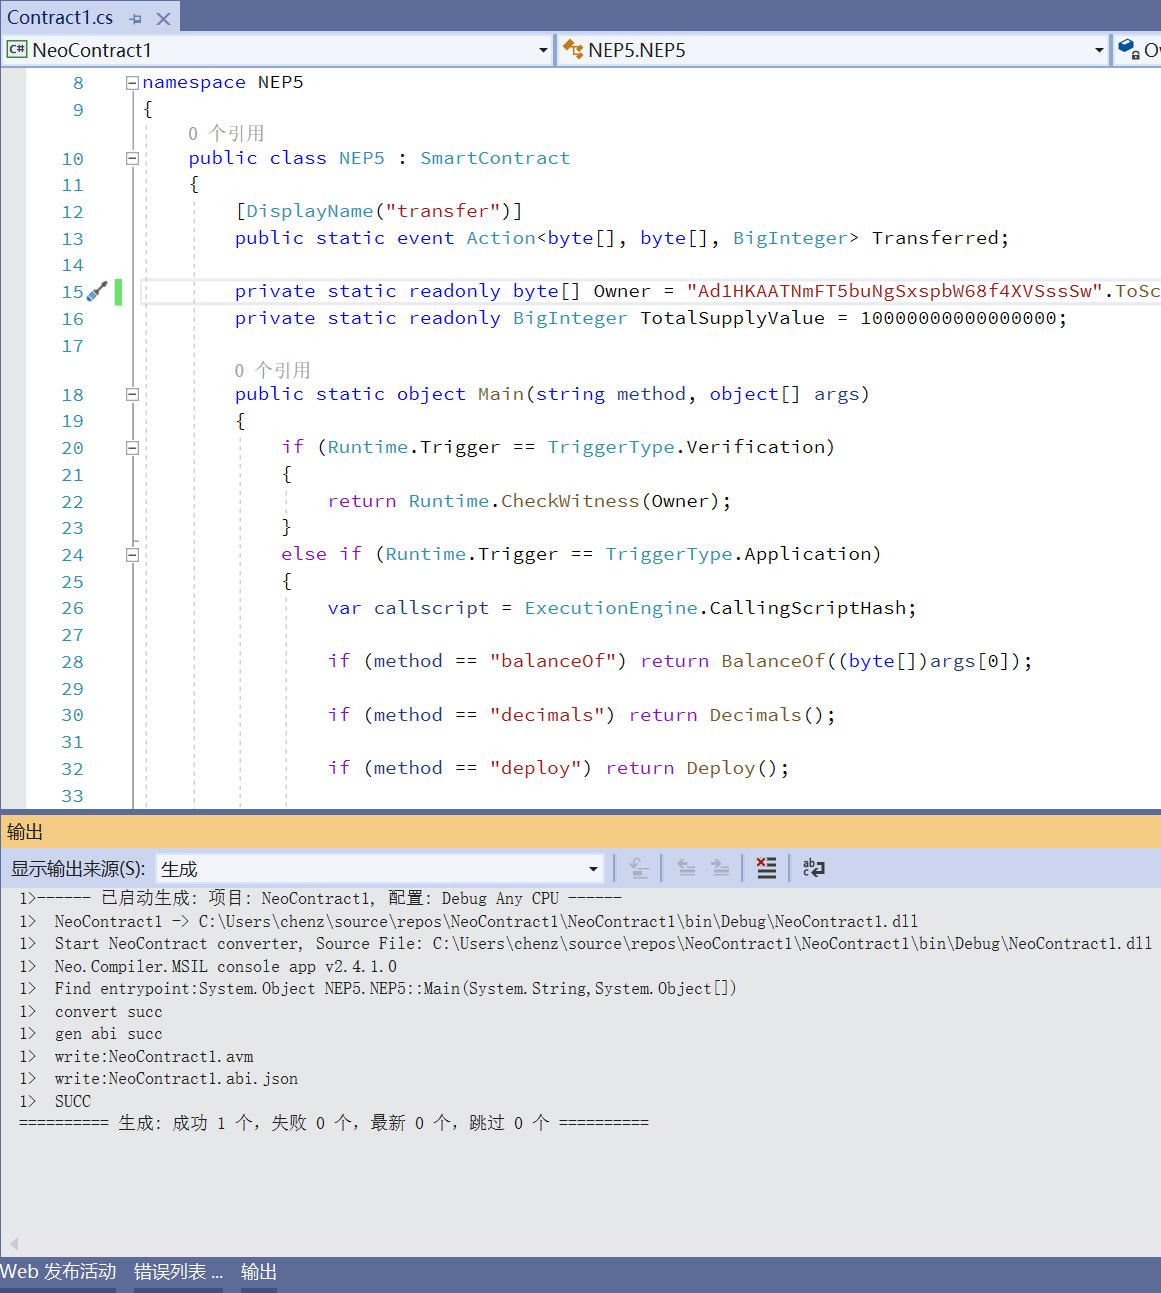 Contract1.cs
C# NeoContract1
NEP5.NEP5
8 namespace NEP5
9 {
0 个引用
10 public class NEP5 : SmartContract
11 {
12 [DisplayName("transfer")]
13 public static event Action<byte[], byte[], BigInteger> Transferred;
14
15 private static readonly byte[] Owner = "Ad1HKAATNmFT5buNgSxspbW68f4XVSssSw".ToSc
16 private static readonly BigInteger TotalSupplyValue = 10000000000000000;
17
0 个引用
18 public static object Main(string method, object[] args)
19 {
20 if (Runtime.Trigger == TriggerType.Verification)
21 {
22 return Runtime.CheckWitness(Owner);
23 }
24 else if (Runtime.Trigger == TriggerType.Application)
25 {
26 var callscript = ExecutionEngine.CallingScriptHash;
27
28 if (method == "balanceOf") return BalanceOf((byte[])args[0]);
29
30 if (method == "decimals") return Decimals();
31
32 if (method == "deploy") return Deploy();
33
输出
显示输出来源(S): 生成
1>------ 已启动生成: 项目: NeoContract1, 配置: Debug Any CPU ------
1> NeoContract1 -> C:\Users\chenz\source\repos\NeoContract1\NeoContract1\bin\Debug\NeoContract1.dll
1> Start NeoContract converter, Source File: C:\Users\chenz\source\repos\NeoContract1\NeoContract1\bin\Debug\NeoContract1.dll
1> Neo.Compiler.MSIL console app v2.4.1.0
1> Find entrypoint:System.Object NEP5.NEP5::Main(System.String,System.Object[])
1> convert succ
1> gen abi succ
1> write:NeoContract1.avm
1> write:NeoContract1.abi.json
1> SUCC
========== 生成: 成功 1 个，失败 0 个，最新 0 个，跳过 0 个 ==========
Web 发布活动 错误列表 ... 输出